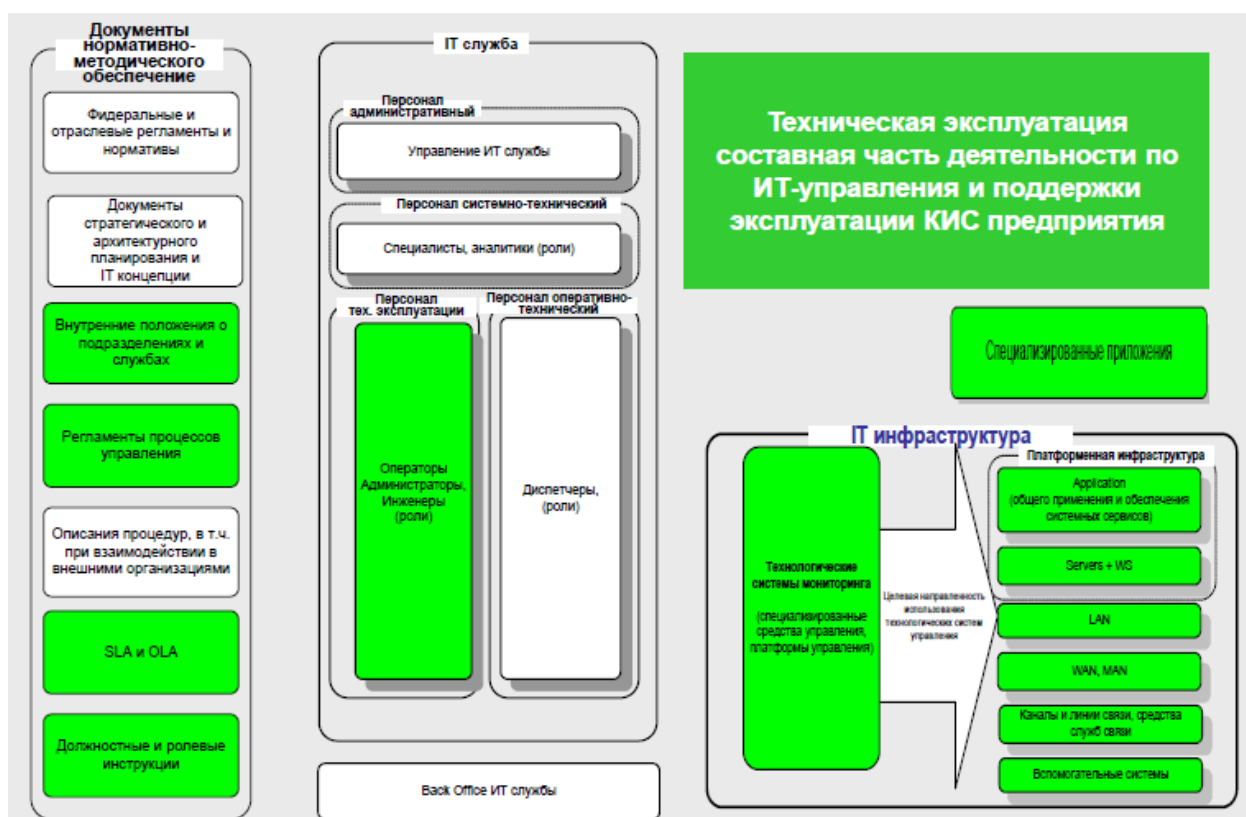 Документы
нормативно-
методического
обеспечение
Фидеральные и
отраслевые регламенты и
нормативы
Документы
стратегического и
архитектурного
планирования и
IT концепции
Внутренние положения о
подразделениях и
службах
Регламенты процессов
управления
Описания процедур, в т.ч.
при взаимодействии в
внешними организациями
SLA и OLA
Должностные и ролевые
инструкции
IT служба
Персонал
административный
Управление ИТ службы
Персонал системно-технический
Специалисты, аналитики (роли)
Персонал
тех. эксплуатации
Операторы
Администраторы,
Инженеры
(роли)
Персонал оперативно-
технический
Диспетчеры,
(роли)
Back Office ИТ службы
Техническая эксплуатация
составная часть деятельности по
ИТ-управления и поддержки
эксплуатации КИС предприятия
Специализированные приложения
IT инфраструктура
Технологические
системы мониторинга
(специализированные
средства управления,
платформы управления)
Целевая направленность
использования
технологических систем
управления
Платформенная инфраструктура
Application
(общего применения и обеспечения
системных сервисов)
Servers + WS
LAN
WAN, MAN
Каналы и линии связи, средства
служб связи
Вспомогательные системы